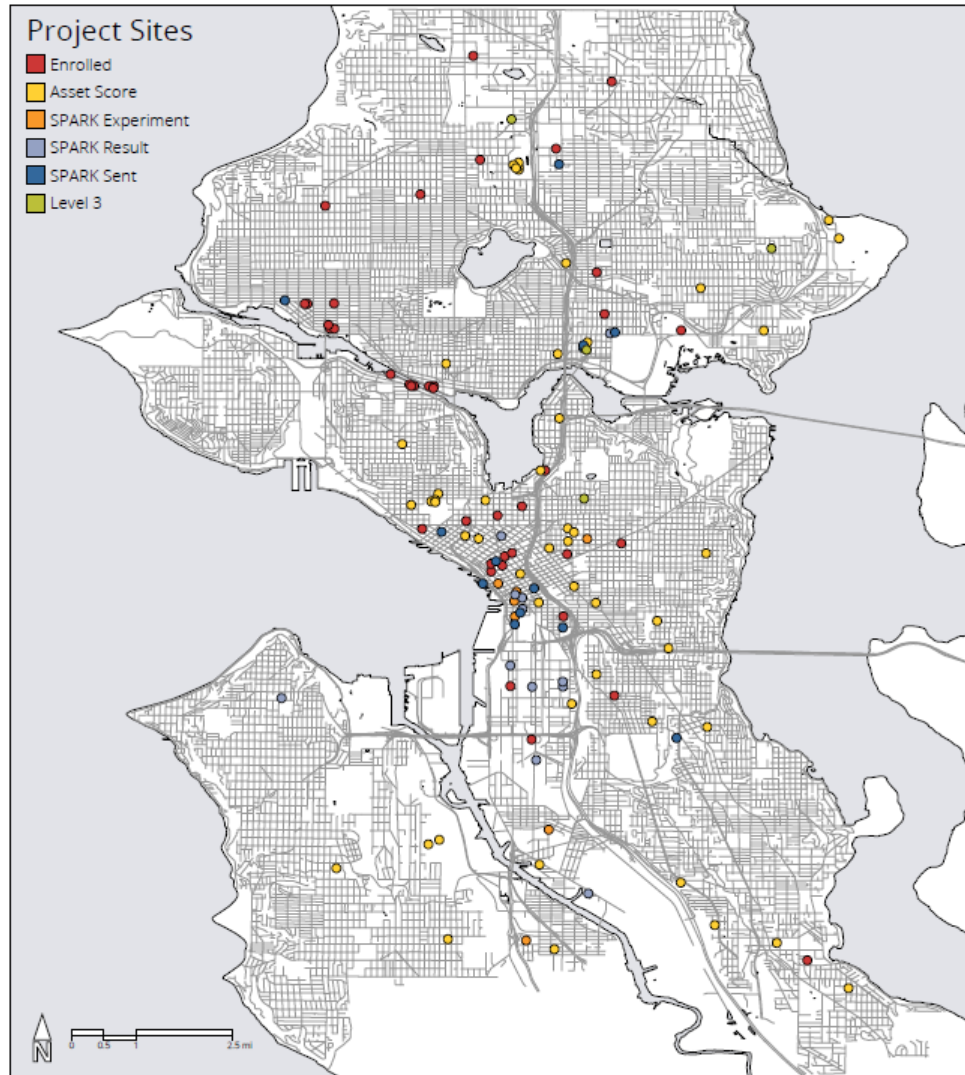 Project Sites
Enrolled
Asset Score
SPARK Experiment
SPARK Result
SPARK Sent
Level 3
N
0 0.5 1 2.5 mi